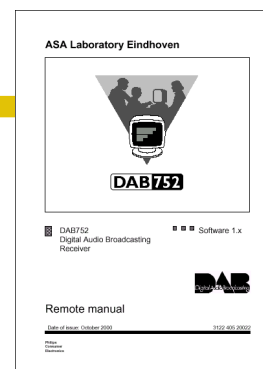 ASA Laboratory Eindhoven
DAB752
DAB752
Digital Audio Broadcasting
Receiver
Software 1.x
DAB
Digital Audio Broadcasting
Remote manual
Date of issue: October 2000
3122 405 20022
Philips
Consumer
Electronics